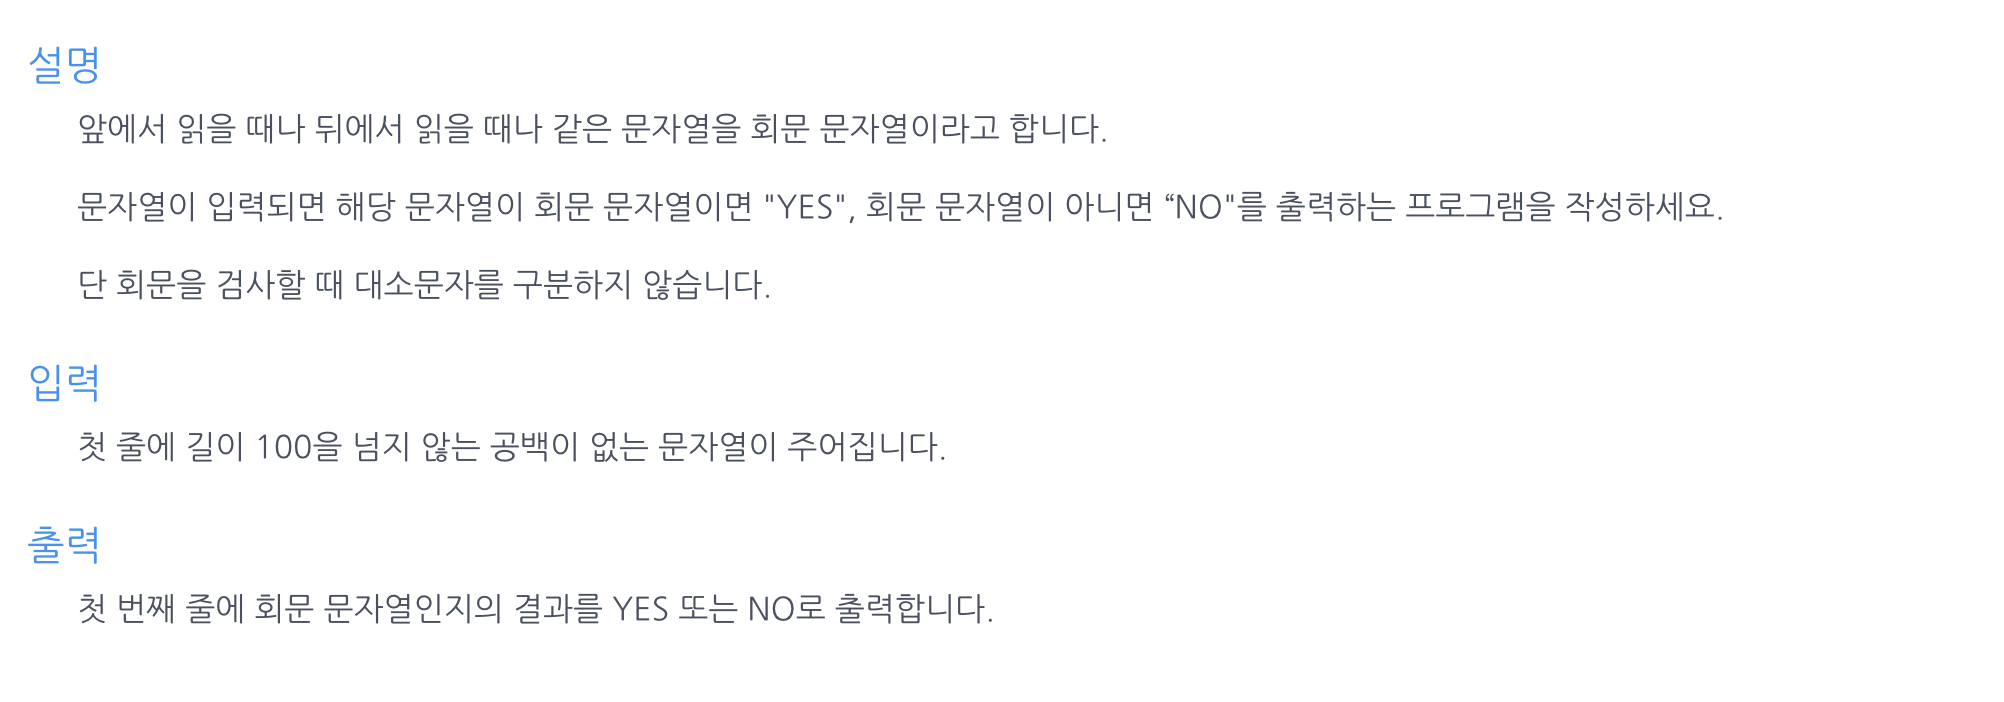 설명
앞에서 읽을 때나 뒤에서 읽을 때나 같은 문자열을 회문 문자열이라고 합니다.
문자열이 입력되면 해당 문자열이 회문 문자열이면 "YES", 회문 문자열이 아니면 “NO"를 출력하는 프로그램을 작성하세요.
단 회문을 검사할 때 대소문자를 구분하지 않습니다.
입력
첫 줄에 길이 100을 넘지 않는 공백이 없는 문자열이 주어집니다.
출력
첫 번째 줄에 회문 문자열인지의 결과를 YES 또는 NO로 출력합니다.